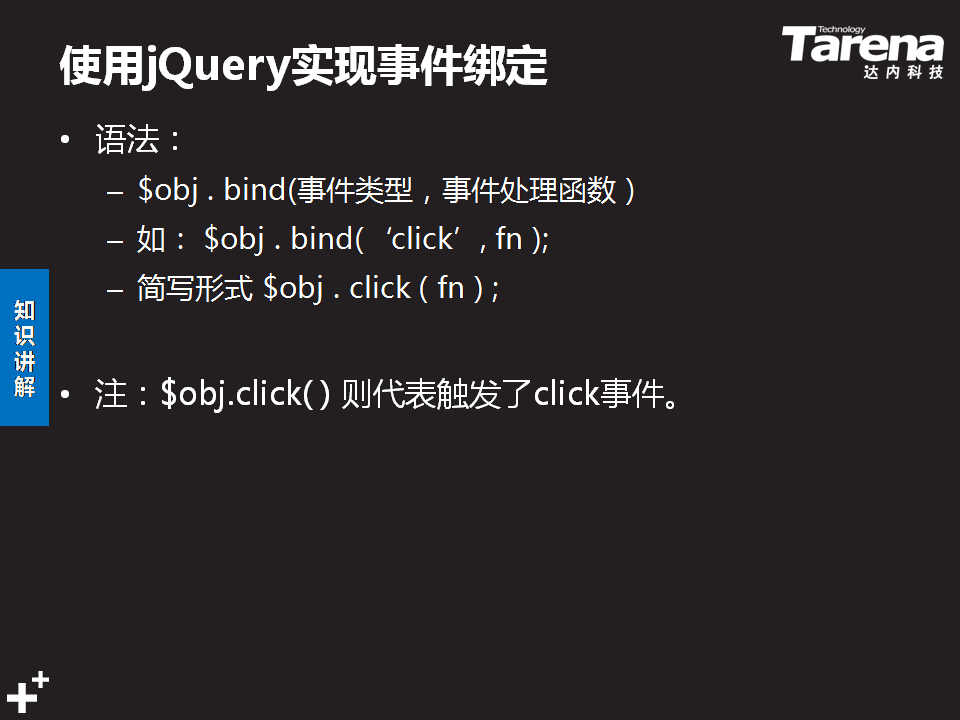 使用jQuery实现事件绑定
Technology
Tarena
达内科技
• 语法：
– $obj . bind(事件类型，事件处理函数）
– 如： $obj . bind( ‘click’, fn );
– 简写形式 $obj . click ( fn ) ;
知识讲解
• 注：$obj.click( ) 则代表触发了click事件。